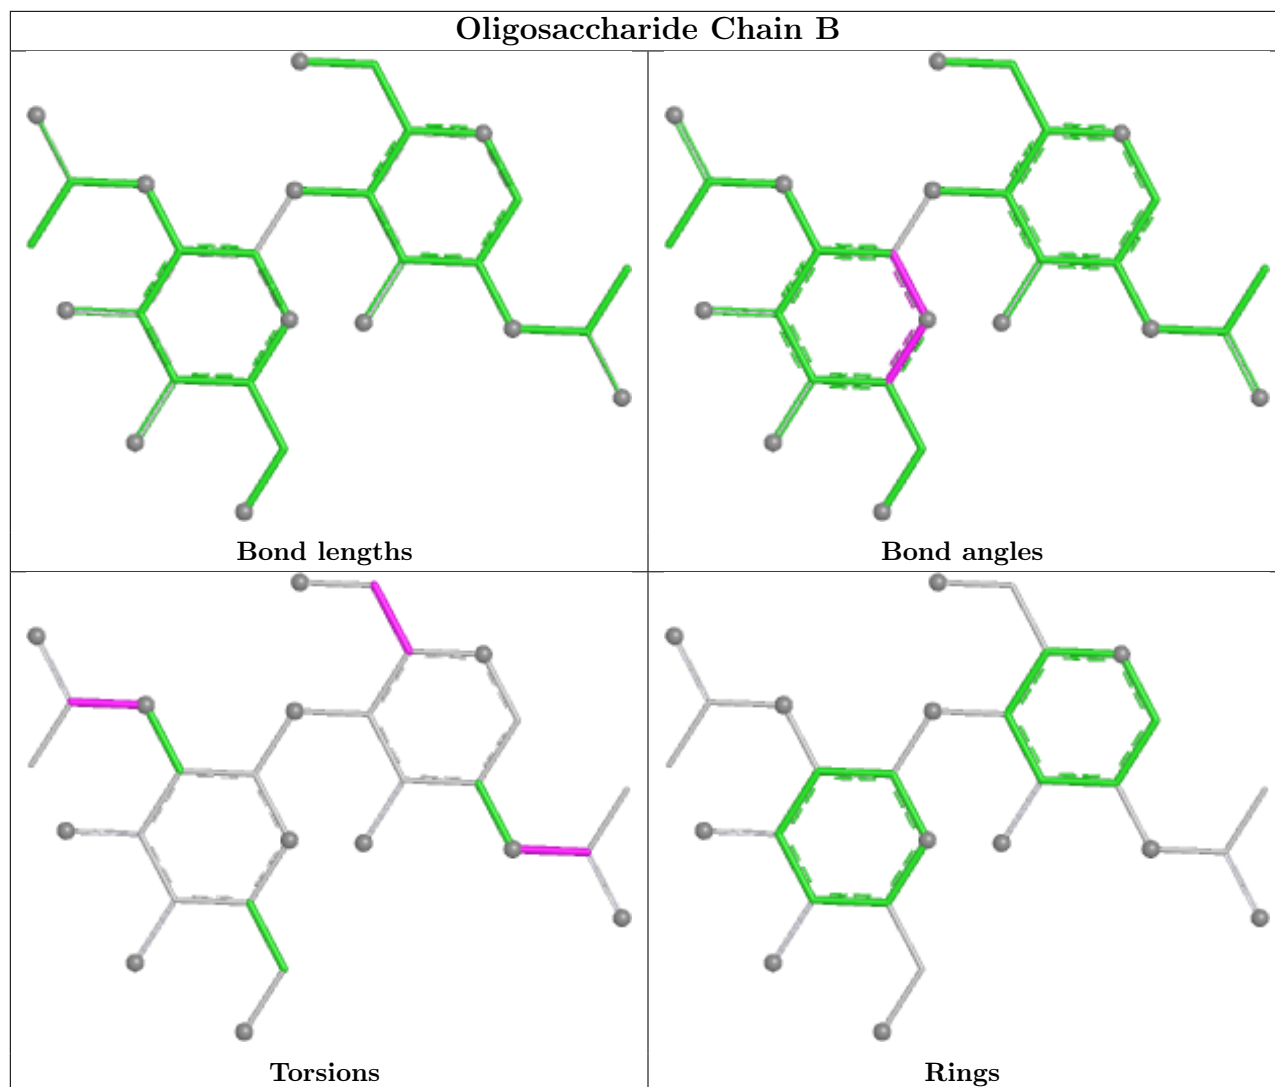 Oligosaccharide Chain B
Bond lengths
Bond angles
Torsions
Rings